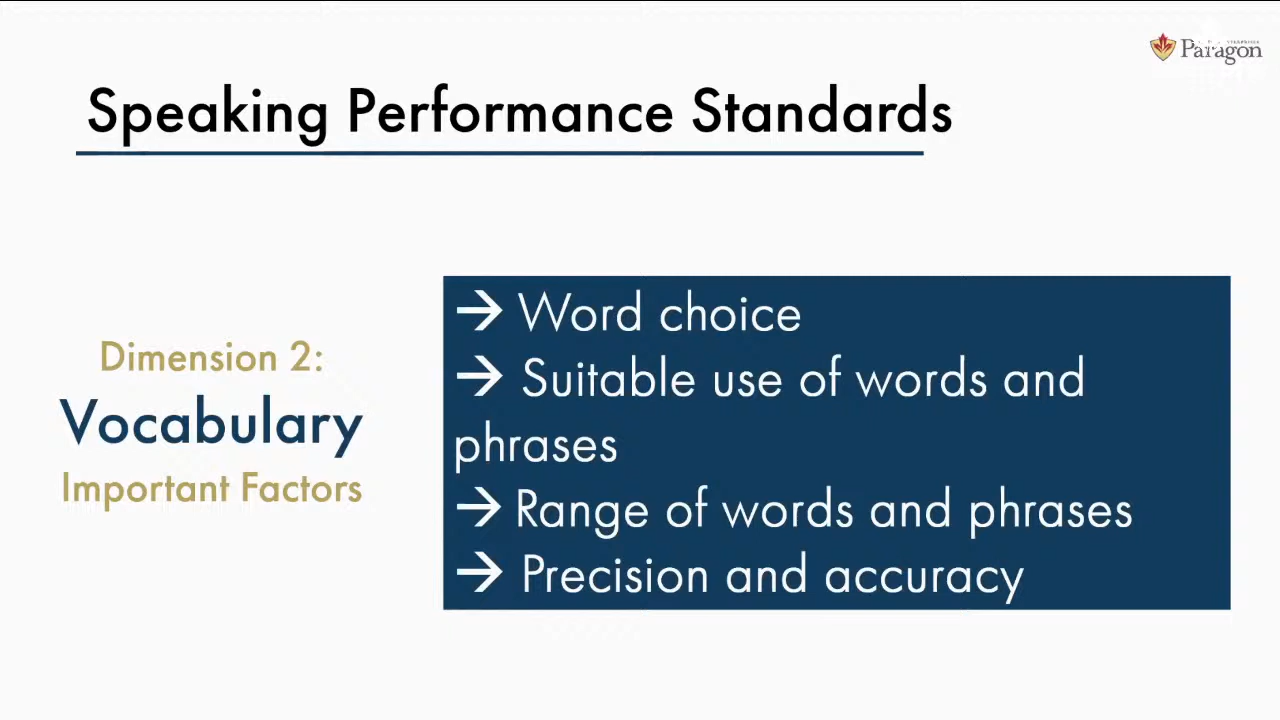 Paragon
Speaking Performance Standards
Dimension 2:
Vocabulary
Important Factors
→ Word choice
→ Suitable use of words and
phrases
→ Range of words and phrases
→ Precision and accuracy